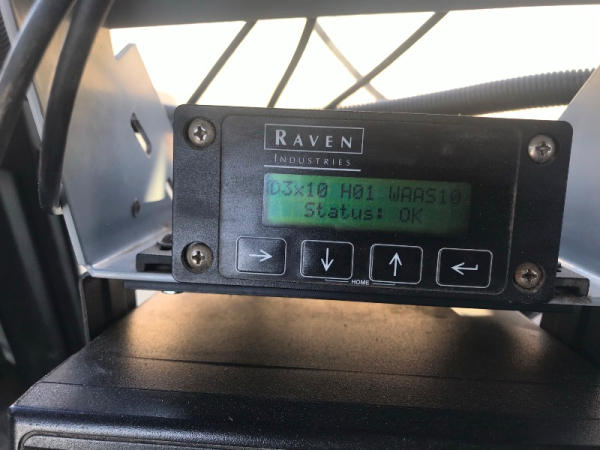 RAVEN
INDUSTRIES
D3x10 H01 WAAS10
Status: OK
HOME